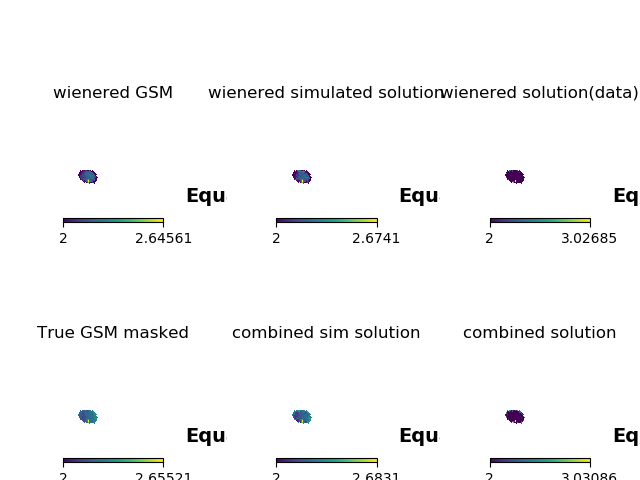 wienered GSM wienered simulated solution wienered solution(data)
Equ Equ Eq
2 2.64561 2 2.6741 2 3.02685
True GSM masked combined sim solution combined solution
Equ Equ Eq
2 2.65521 2 2.6831 2 3.03086